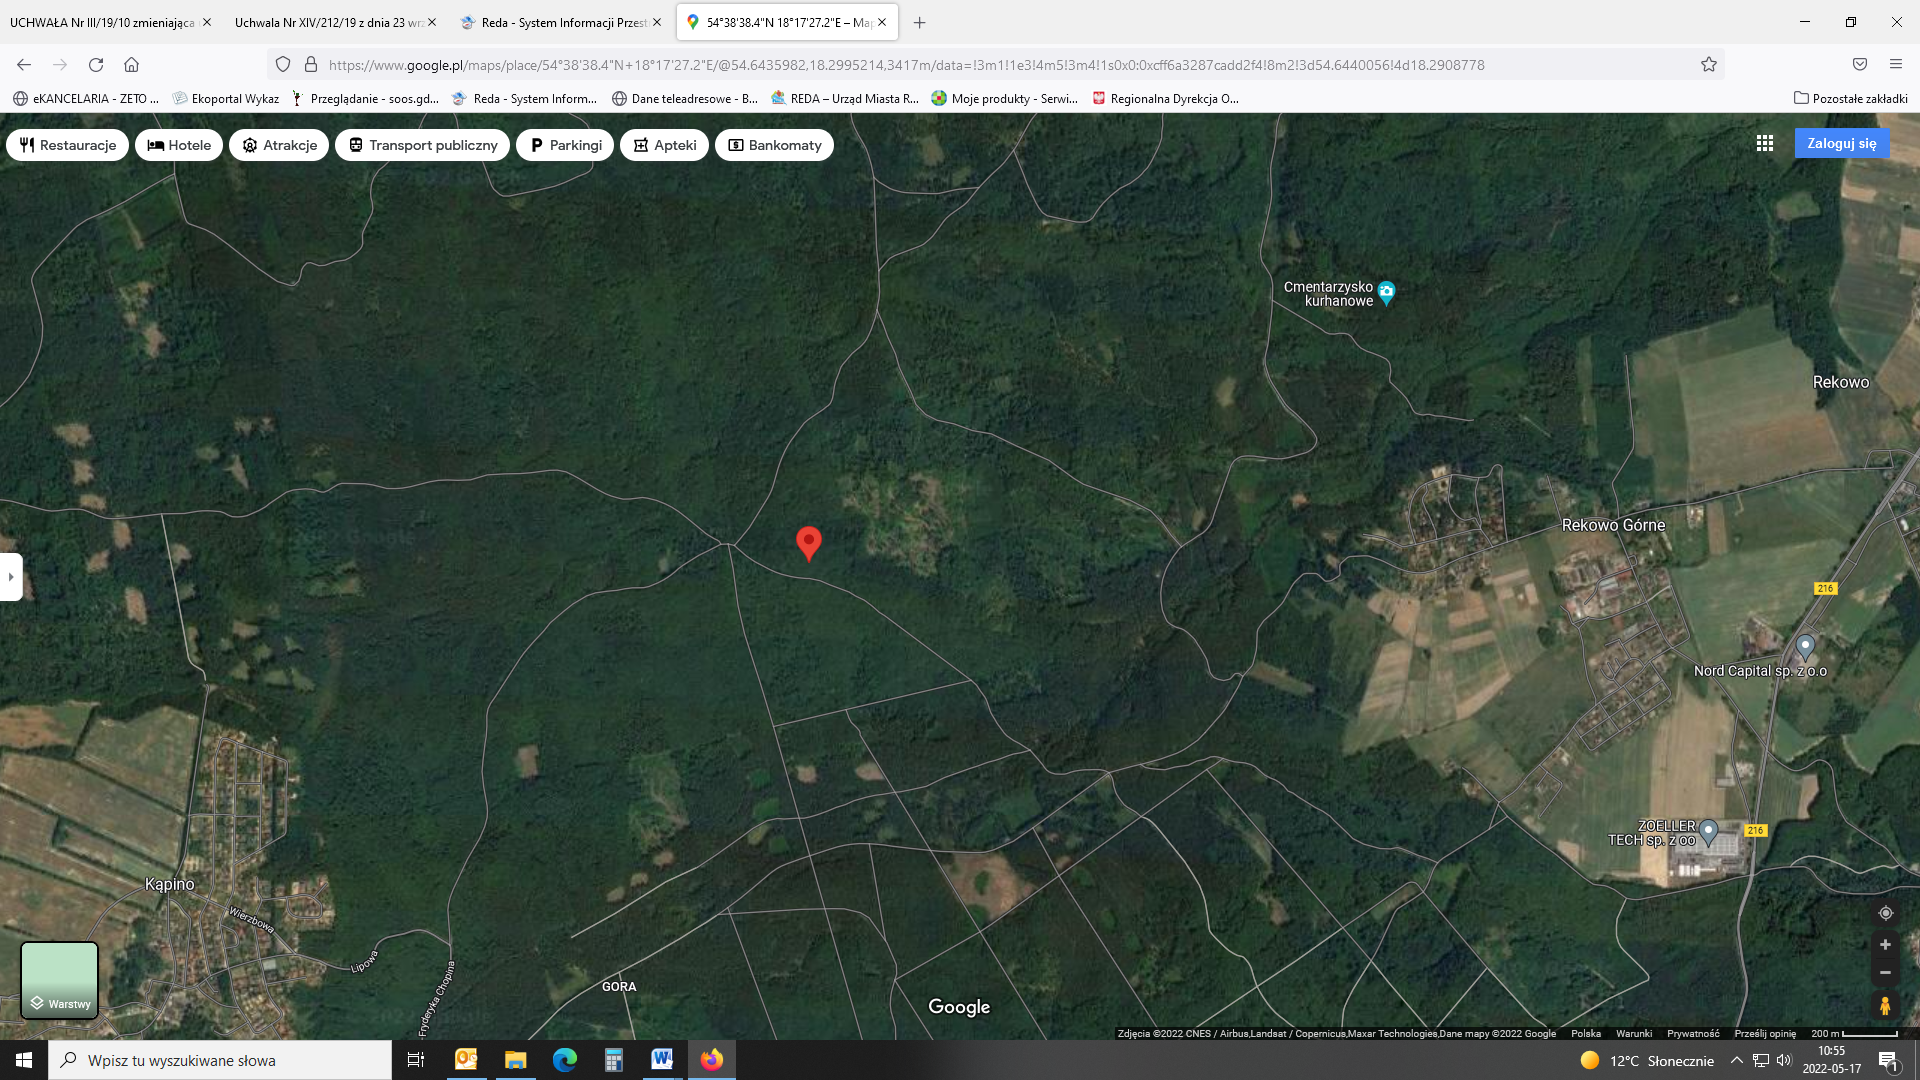 UCHWAŁA Nr III/19/10 zmieniająca
Uchwala Nr XIV/212/19 z dnia 23 wrz
Reda - System Informacji Przest
54°38'38.4"N 18°17'27.2"E – Map
https://www.google.pl/maps/place/54°38'38.4"N+18°17'27.2"E/@54.6435982,18.2995214,3417m/data=!3m1!1e3!4m5!3m4!1s0x0:0xcff6a3287cadd2f4!8m2!3d54.6440056!4d18.2908778
eKANCELARIA - ZETO ...
Ekoportal Wykaz
Przeglądanie - soos.gd...
Reda - System Inform...
Dane teleadresowe - B...
REDA – Urząd Miasta R...
Moje produkty - Serwi...
Regionalna Dyrekcja O...
Pozostałe zakładki
Restauracje
Hotele
Atrakcje
Transport publiczny
Parkingi
Apteki
Bankomaty
Zaloguj się
Cmentarzysko
kurhanowe
Rekowo
Rekowo Górne
216
Nord Capital sp. z o.o
ZOELLER
TECH sp. z oo
216
Kąpino
Wierzbowa
Lipowa
Fryderyka Chopina
GORA
Warstwy
Google
Zdjęcia ©2022 CNES / Airbus,Landsat / Copernicus,Maxar Technologies,Dane mapy ©2022 Google
Polska
Warunki
Prywatność
Prześlij opinię
200 m
Wpisz tu wyszukiwane słowa
12°C Słonecznie
10:55
2022-05-17
1